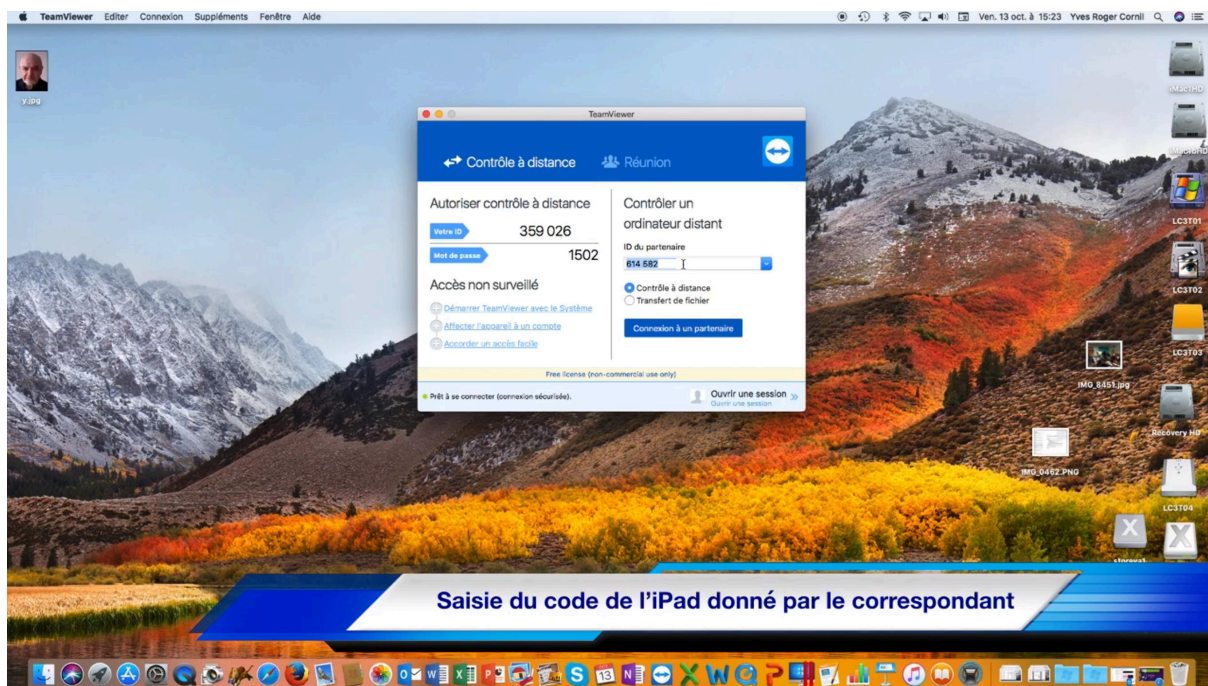 TeamViewer Editer Connexion Suppléments Fenêtre Aide
Ven. 13 oct. à 15:23 Yves Roger Cornil
y.jpg
iMac1HD
TeamViewer
Contrôle à distance
Réunion
Autoriser contrôle à distance
Votre ID 359 026
Mot de passe 1502
Accès non surveillé
Démarrer TeamViewer avec le Système
Affecter l'appareil à un compte
Accorder un accès facile
Contrôler un
ordinateur distant
ID du partenaire
614 582
Contrôle à distance
Transfert de fichier
Connexion à un partenaire
Free license (non-commercial use only)
Prêt à se connecter (connexion sécurisée).
Ouvrir une session
Ouvrir une session
LC3T01
LC3T02
LC3T03
IMG_8451.jpg
Recovery HD
IMG_0462.PNG
LC3T04
Saisie du code de l'iPad donné par le correspondant
13